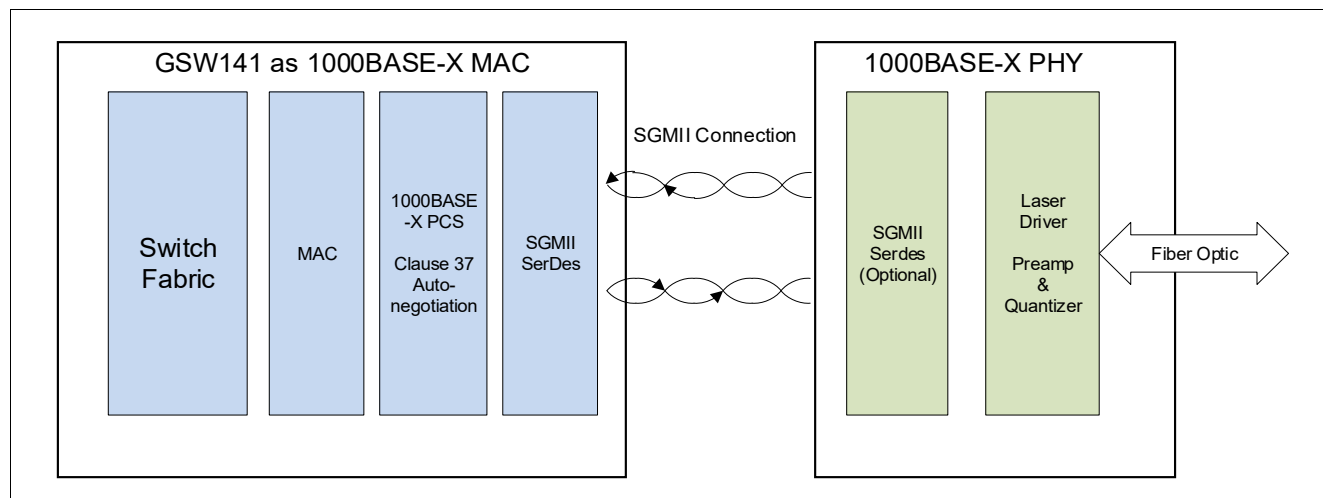 GSW141 as 1000BASE-X MAC
Switch
Fabric
MAC
1000BASE
-X PCS
Clause 37
Auto-
negotiation
SGMII
SerDes
SGMII Connection
1000BASE-X PHY
SGMII
Serdes
(Optional)
Laser
Driver
Preamp
&
Quantizer
Fiber Optic